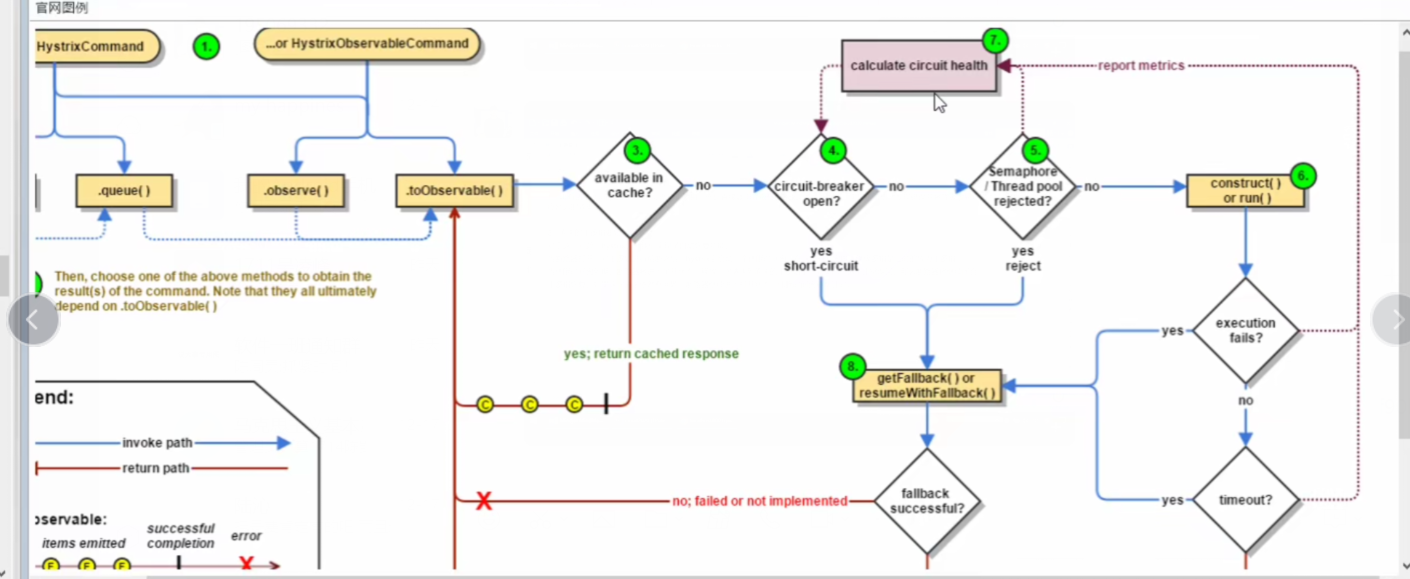 官网图例
HystrixCommand
1.
...or HystrixObservableCommand
7.
calculate circuit health
report metrics
.queue( )
.observe( )
.toObservable( )
3.
available in
cache?
no
4.
circuit-breaker
open?
no
5.
Semaphore
/ Thread pool
rejected?
no
6.
construct( )
or run( )
yes
short-circuit
yes
reject
Then, choose one of the above methods to obtain the
result(s) of the command. Note that they all ultimately
depend on .toObservable( )
execution
fails?
yes
no
yes; return cached response
8.
getFallback( ) or
resumeWithFallback( )
C
C
C
end:
invoke path
return path
no; failed or not implemented
X
fallback
successful?
yes
timeout?
bservable:
items emitted
successful
completion
error
X